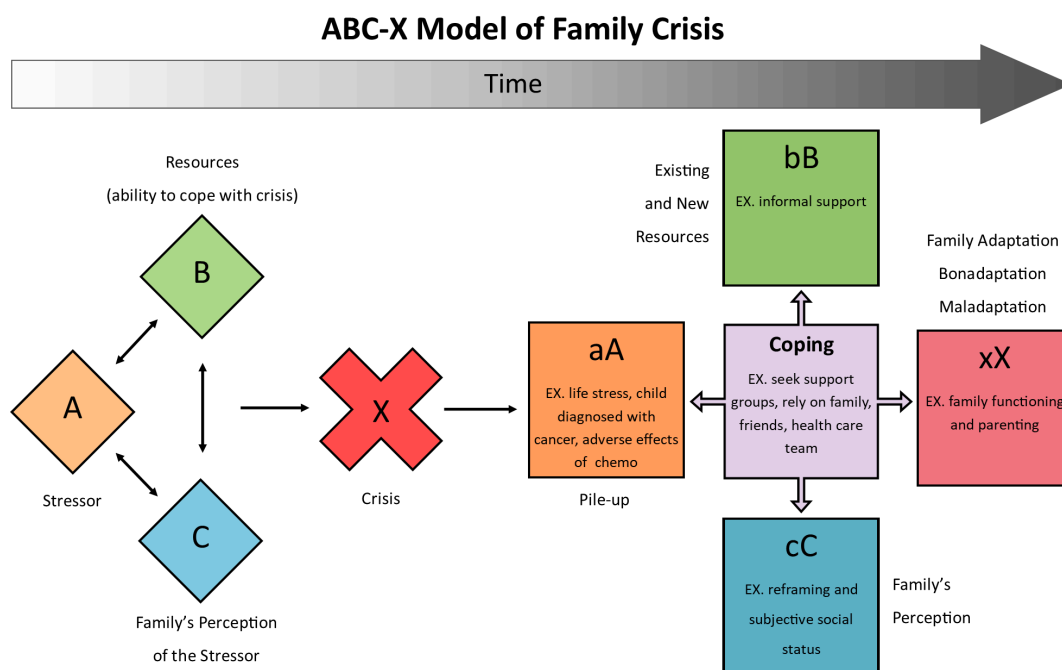 ABC-X Model of Family Crisis
Time
Resources
(ability to cope with crisis)
B
A
Stressor
C
Family’s Perception
of the Stressor
X
Crisis
aA
EX. life stress, child
diagnosed with
cancer, adverse effects
of chemo
Pile-up
Existing
and New
Resources
bB
EX. informal support
Coping
EX. seek support
groups, rely on family,
friends, health care
team
cC
EX. reframing and
subjective social
status
Family’s
Perception
Family Adaptation
Bonadaptation
Maladaptation
xX
EX. family functioning
and parenting